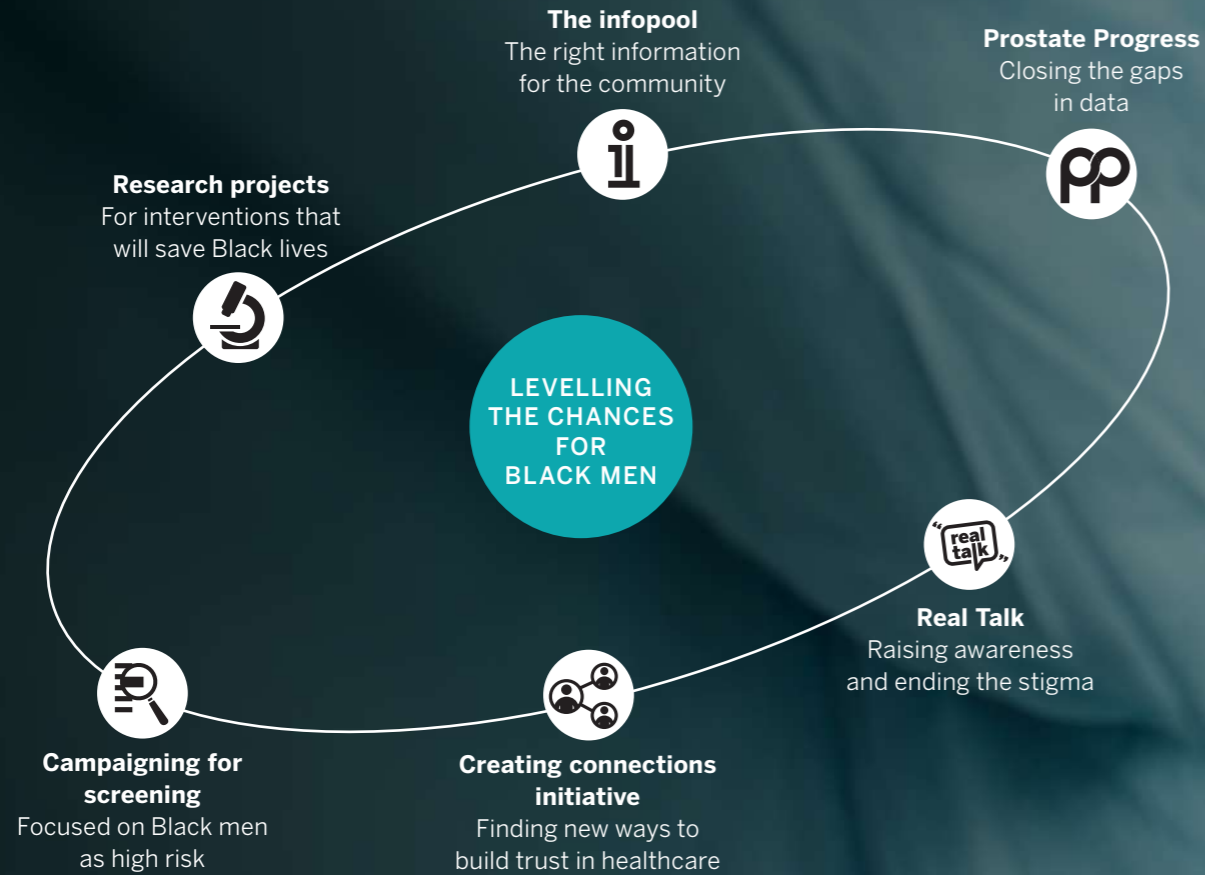 The infopool
The right information
for the community
Prostate Progress
Closing the gaps
in data
pp
Research projects
For interventions that
will save Black lives
LEVELLING
THE CHANCES
FOR
BLACK MEN
“real
talk”
Real Talk
Raising awareness
and ending the stigma
Campaigning for
screening
Focused on Black men
as high risk
Creating connections
initiative
Finding new ways to
build trust in healthcare